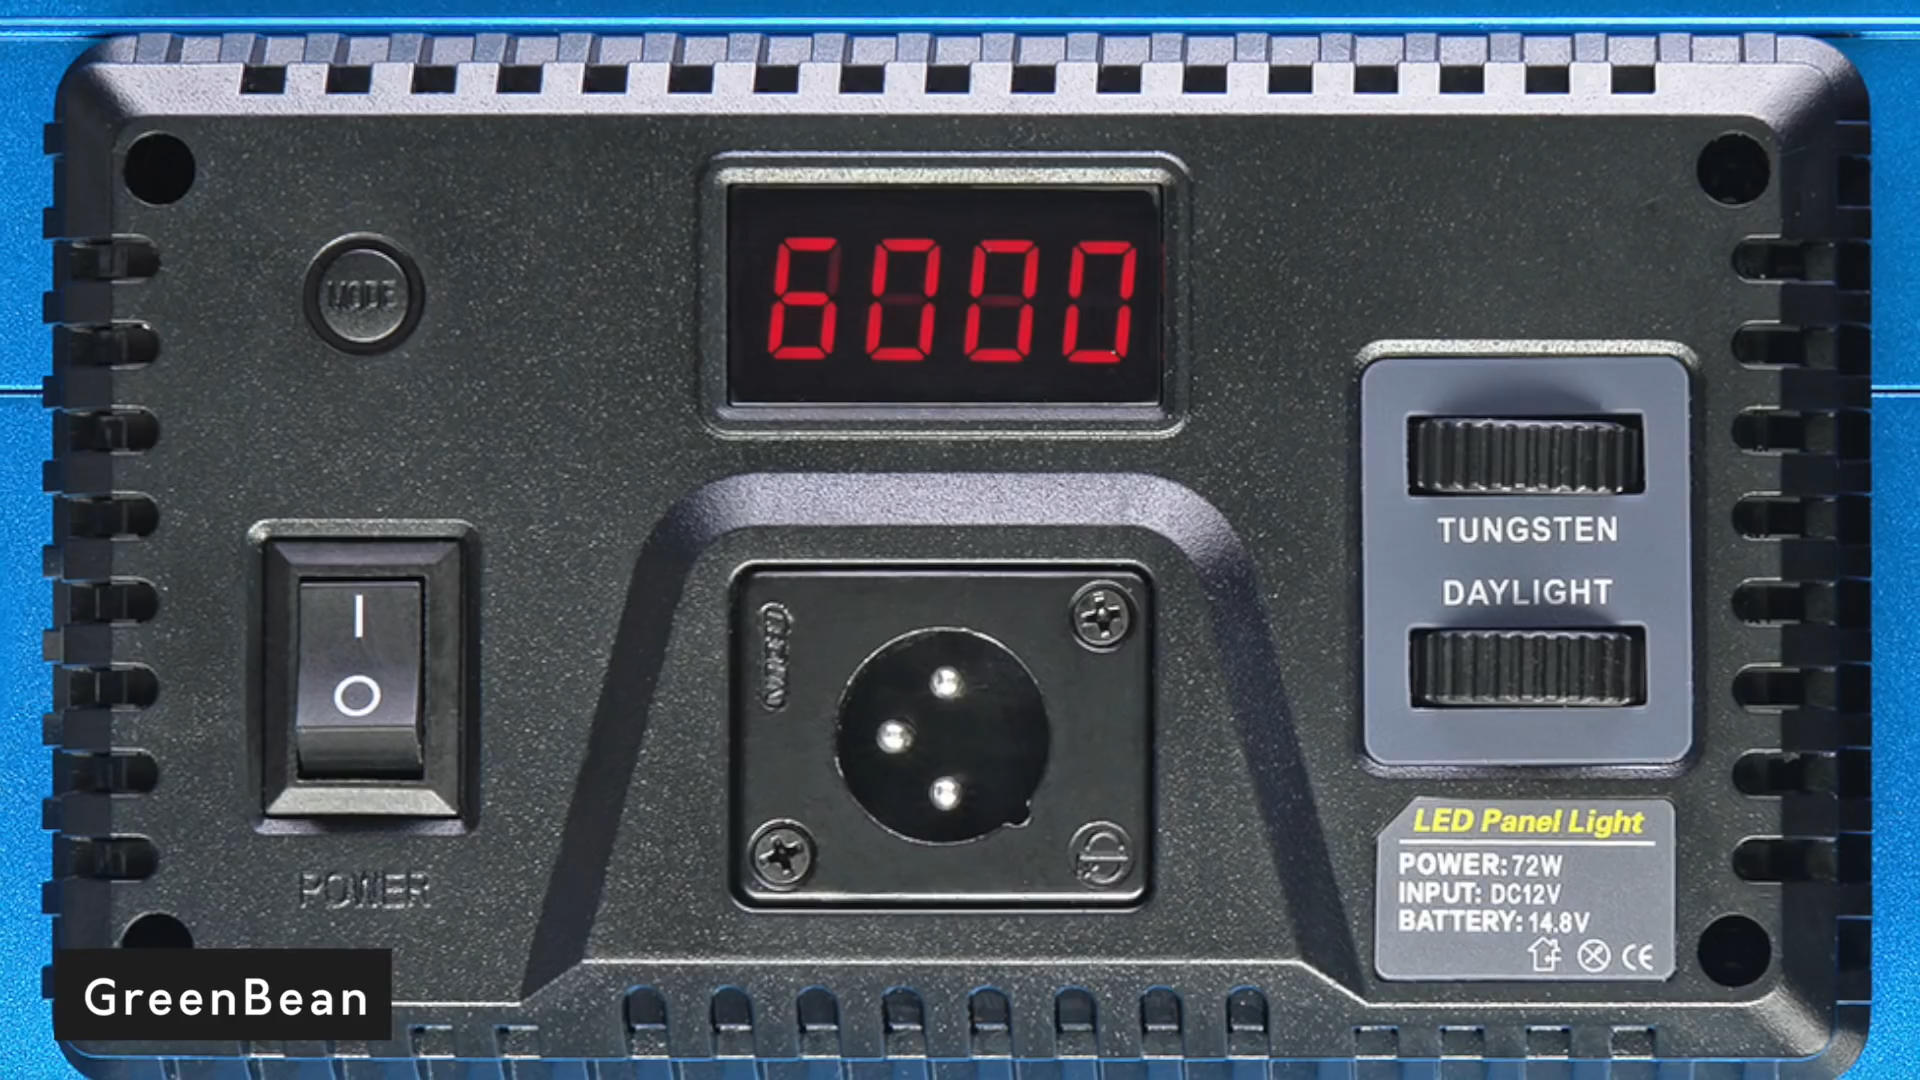 6000
MODE
TUNGSTEN
DAYLIGHT
I
O
POWER
LED Panel Light
POWER: 72W
INPUT: DC12V
BATTERY: 14.8V
CE
GreenBean